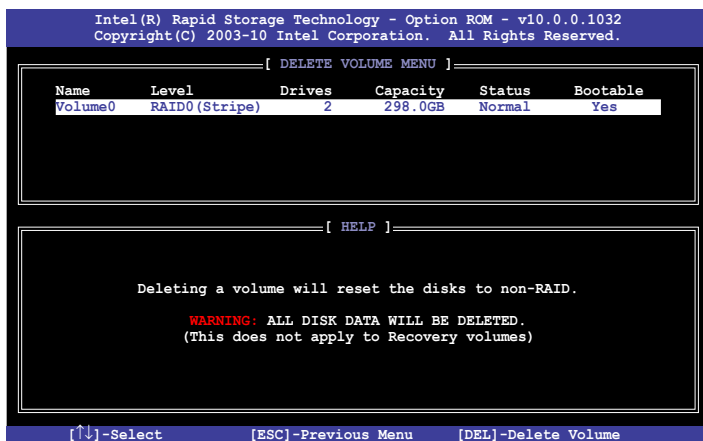 Intel(R) Rapid Storage Technology - Option ROM - v10.0.0.1032
Copyright(C) 2003-10 Intel Corporation. All Rights Reserved.
[ DELETE VOLUME MENU ]
Name Level Drives Capacity Status Bootable
Volume0 RAID0(Stripe) 2 298.0GB Normal Yes
[ HELP ]
Deleting a volume will reset the disks to non-RAID.
WARNING: ALL DISK DATA WILL BE DELETED.
(This does not apply to Recovery volumes)
[↑↓]-Select [ESC]-Previous Menu [DEL]-Delete Volume